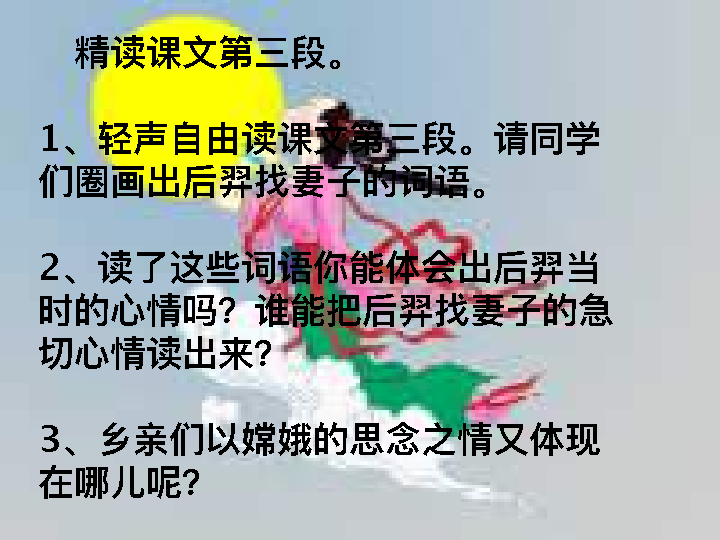 精读课文第三段。
1、轻声自由读课文第三段。请同学
们圈画出后羿找妻子的词语。
2、读了这些词语你能体会出后羿当
时的心情吗？谁能把后羿找妻子的急
切心情读出来？
3、乡亲们以嫦娥的思念之情又体现
在哪儿呢？